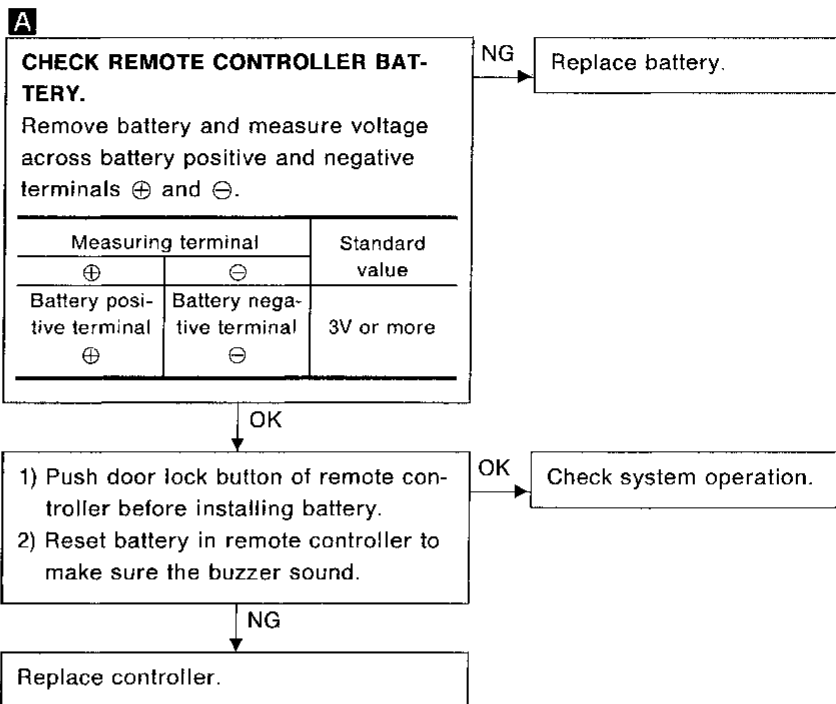 A
CHECK REMOTE CONTROLLER BAT-
TERY.
Remove battery and measure voltage
across battery positive and negative
terminals ⊕ and ⊖.
Measuring terminal
Standard
value
⊕ ⊖
Battery posi-
tive terminal
⊕
Battery nega-
tive terminal
⊖
3V or more
NG
Replace battery.
OK
1) Push door lock button of remote con-
troller before installing battery.
2) Reset battery in remote controller to
make sure the buzzer sound.
OK
Check system operation.
NG
Replace controller.